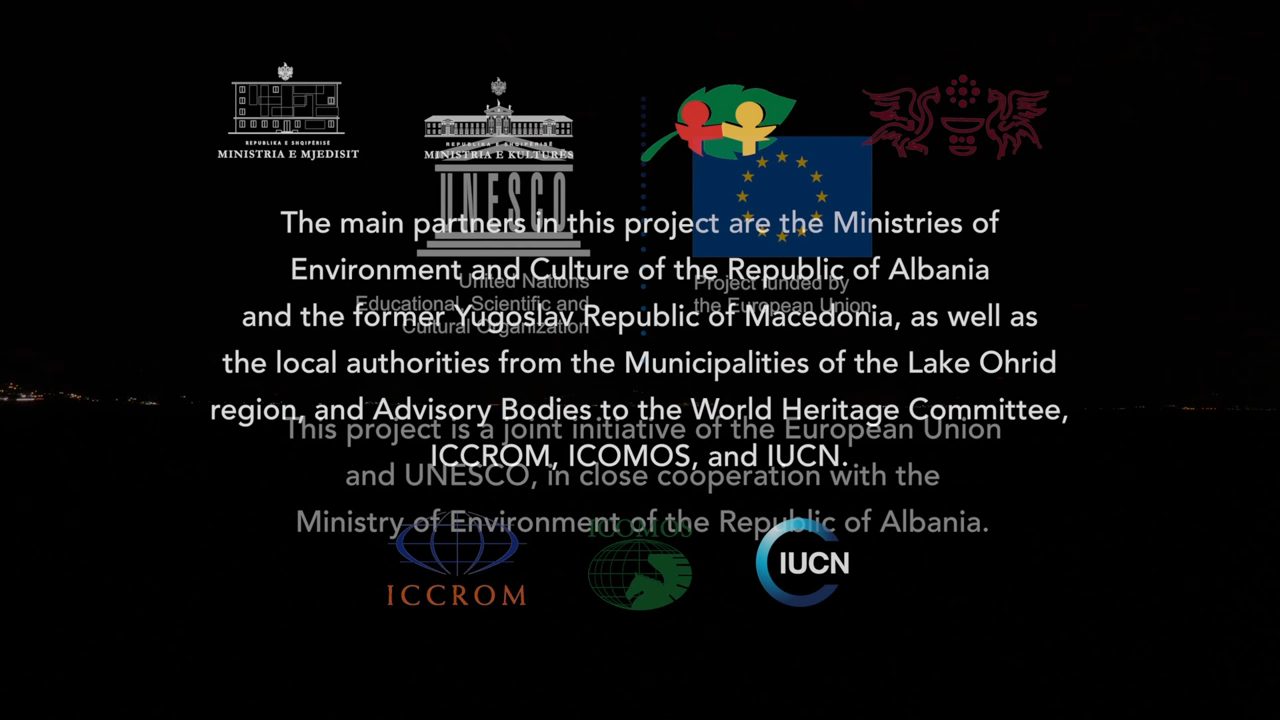 REPUBLIKA E SHQIPËRISË
MINISTRIA E MJEDISIT
REPUBLIKA E SHQIPËRISË
MINISTRIA E KULTURËS
UNESCO
The main partners in this project are the Ministries of
Environment and Culture of the Republic of Albania
and the former Yugoslav Republic of Macedonia, as well as
the local authorities from the Municipalities of the Lake Ohrid
region, and Advisory Bodies to the World Heritage Committee,
ICCROM, ICOMOS, and IUCN.
United Nations
Educational, Scientific and
Cultural Organization
Project funded by
the European Union
This project is a joint initiative of the European Union
and UNESCO, in close cooperation with the
Ministry of Environment of the Republic of Albania.
ICCROM
ICOMOS
IUCN